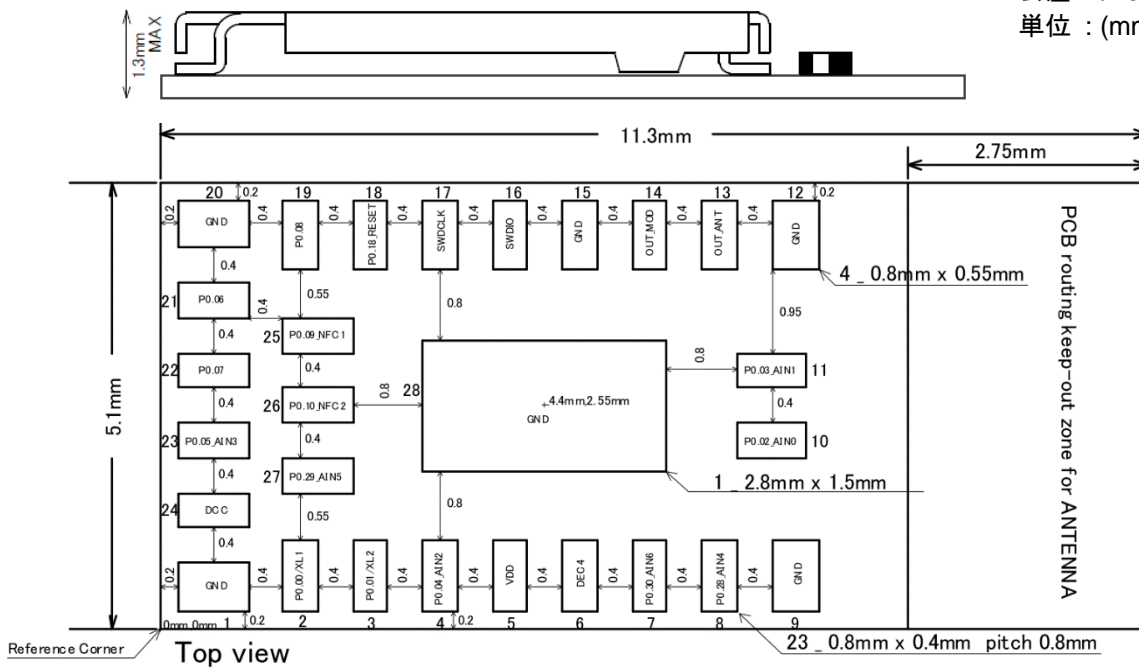 単位 : (mm
1.3mm
MAX
11.3mm
2.75mm
5.1mm
20 19 18 17 16 15 14 13 12
0.2 0.2 0.4 0.4 0.4 0.4 0.4 0.4 0.4 0.4 0.2
GND P0.08 P0.18_RESET SWDCLK SWDIO GND OUT_MOD OUT_ANT GND
4 _ 0.8mm x 0.55mm
0.4 0.55 0.8 0.95
21 P0.06 0.4
25 P0.09_NFC1
0.4 0.4
22 P0.07
28
0.8
P0.03_AIN1 11
26 P0.10_NFC2 0.8
4.4mm,2.55mm
GND
0.4 0.4 0.4
23 P0.05_AIN3
P0.02_AIN0 10
27 P0.29_AIN5
0.4
1 _ 2.8mm x 1.5mm
24 DCC
0.4 0.55 0.8
GND P0.00/XL1 P0.01/XL2 P0.04_AIN2 VDD DEC4 P0.30_AIN6 P0.28_AIN4 GND
0.2 0.4 0.4 0.4 0.4 0.4 0.4 0.4 0.4
0mm,0mm 1 0.2 2 3 4 0.2 5 6 7 8 9
23 _ 0.8mm x 0.4mm pitch 0.8mm
Reference Corner
Top view
PCB routing keep-out zone for ANTENNA